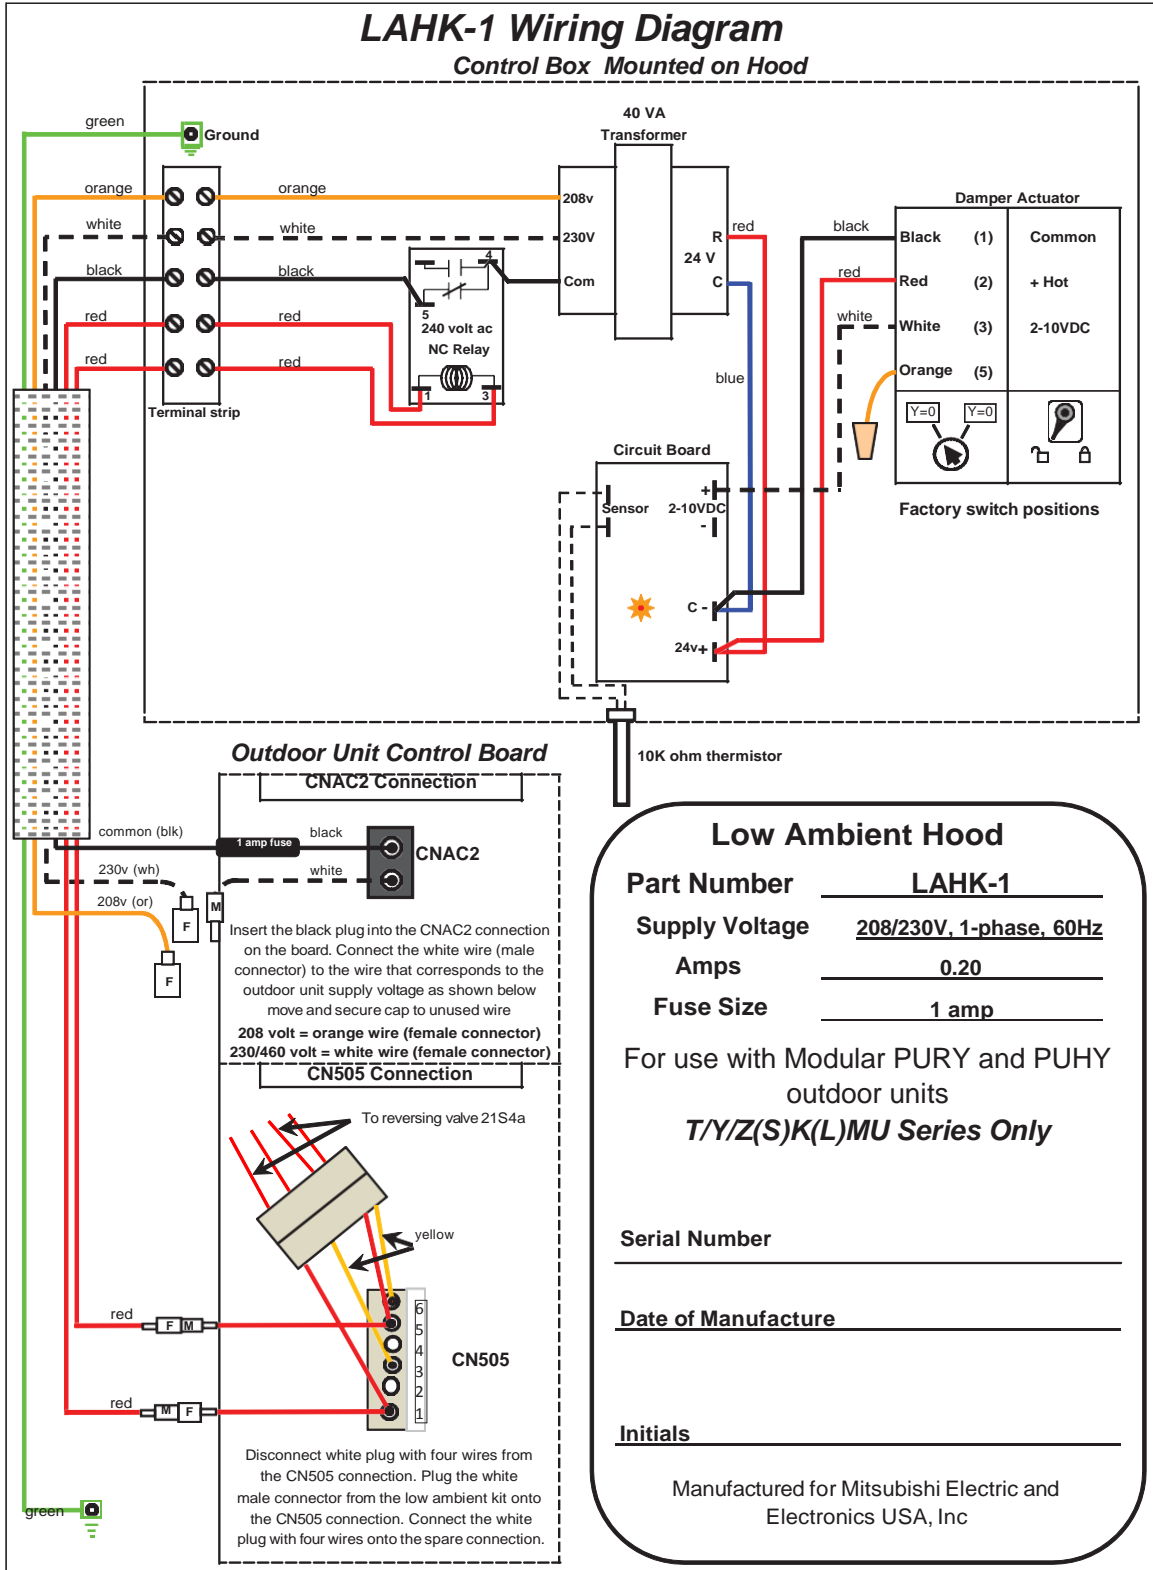 LAHK-1 Wiring Diagram
Control Box Mounted on Hood
green
Ground
40 VA
Transformer
orange
orange
208v
Damper Actuator
white
white
230V
R
red
black
Black (1) Common
24 V
black
black
4
Com
C
red
Red (2) + Hot
5
240 volt ac
NC Relay
red
red
white
White (3) 2-10VDC
red
red
1
3
blue
Orange (5)
Terminal strip
Y=0
Y=0
Circuit Board
+
Sensor
2-10VDC
-
Factory switch positions
C -
24v+
10K ohm thermistor
Outdoor Unit Control Board
CNAC2 Connection
common (blk)
1 amp fuse
black
CNAC2
230v (wh)
white
208v (or)
M
F
F
Insert the black plug into the CNAC2 connection
on the board. Connect the white wire (male
connector) to the wire that corresponds to the
outdoor unit supply voltage as shown below
move and secure cap to unused wire
208 volt = orange wire (female connector)
230/460 volt = white wire (female connector)
CN505 Connection
To reversing valve 21S4a
yellow
6
5
4
3
2
1
CN505
red
F M
red
M F
Disconnect white plug with four wires from
the CN505 connection. Plug the white
male connector from the low ambient kit onto
the CN505 connection. Connect the white
plug with four wires onto the spare connection.
green
Low Ambient Hood
Part Number LAHK-1
Supply Voltage 208/230V, 1-phase, 60Hz
Amps 0.20
Fuse Size 1 amp
For use with Modular PURY and PUHY
outdoor units
T/Y/Z(S)K(L)MU Series Only
Serial Number
Date of Manufacture
Initials
Manufactured for Mitsubishi Electric and
Electronics USA, Inc